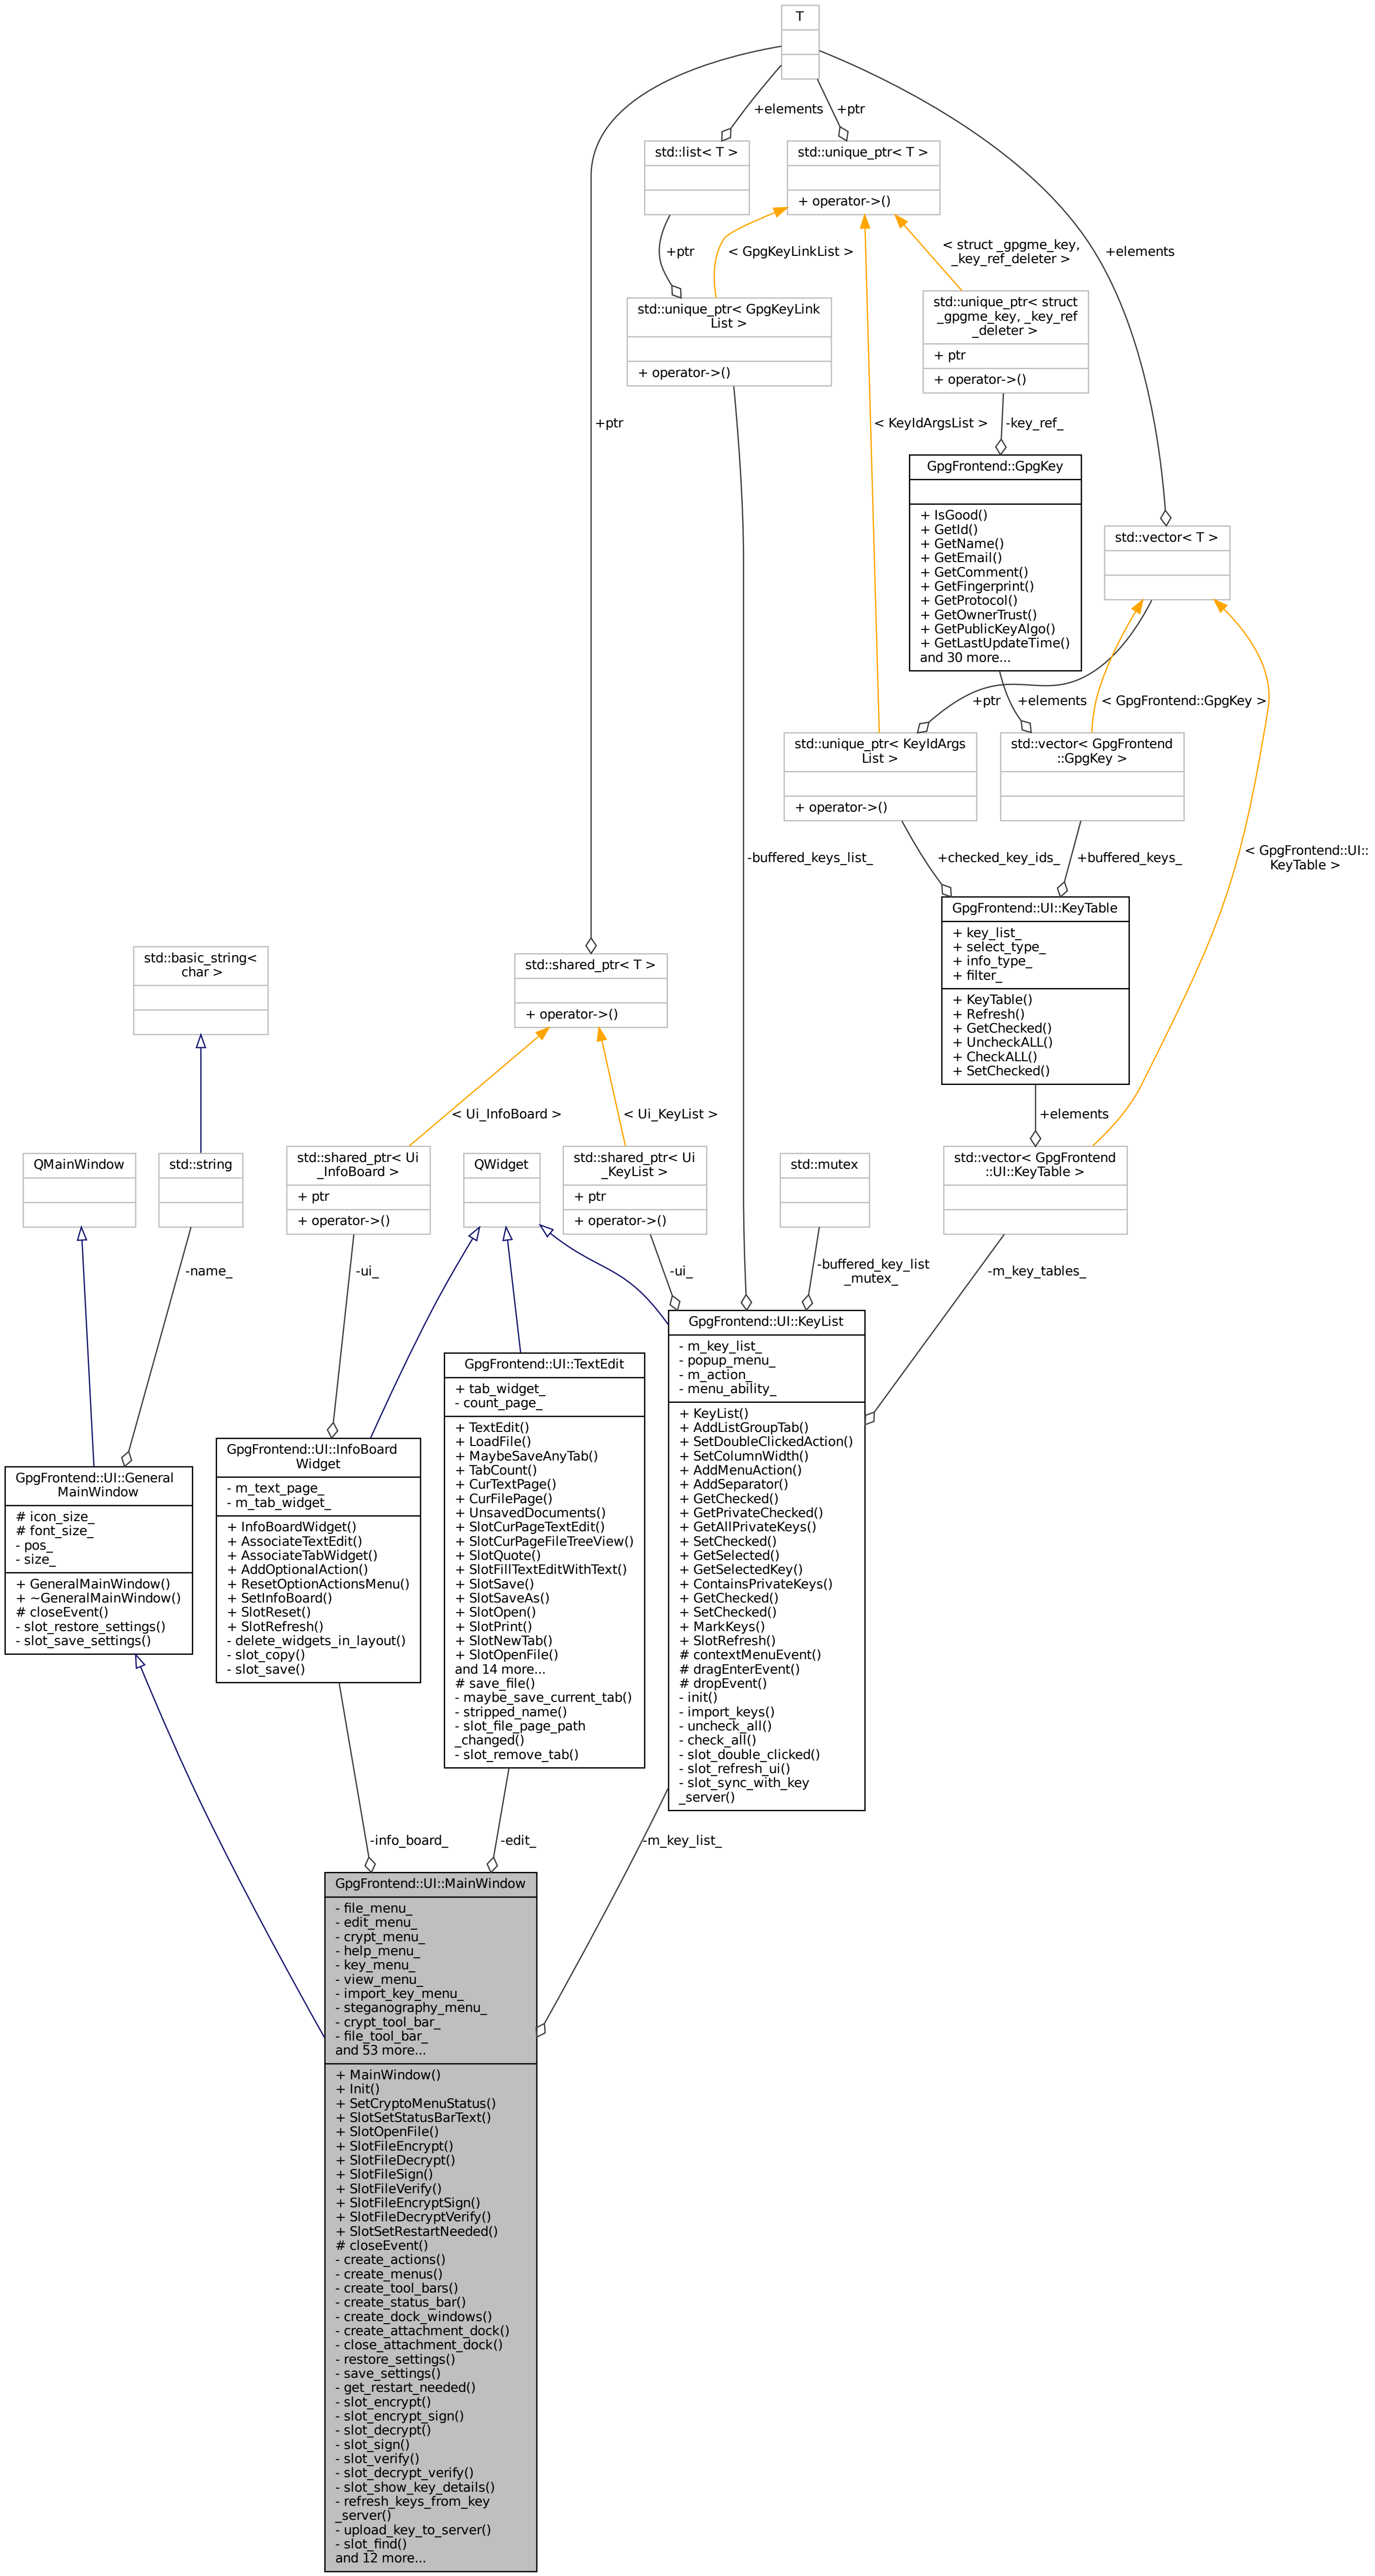 T
+elements
+ptr
std::list< T >
std::unique_ptr< T >
+ operator->()
+ptr
< GpgKeyLinkList >
< struct _gpgme_key,
_key_ref_deleter >
+elements
std::unique_ptr< GpgKeyLink
List >
+ operator->()
std::unique_ptr< struct
_gpgme_key, _key_ref
_deleter >
+ ptr
+ operator->()
+ptr
< KeyIdArgsList >
-key_ref_
GpgFrontend::GpgKey
+ IsGood()
+ GetId()
+ GetName()
+ GetEmail()
+ GetComment()
+ GetFingerprint()
+ GetProtocol()
+ GetOwnerTrust()
+ GetPublicKeyAlgo()
+ GetLastUpdateTime()
and 30 more...
std::vector< T >
+ptr
+elements
< GpgFrontend::GpgKey >
std::unique_ptr< KeyIdArgs
List >
+ operator->()
std::vector< GpgFrontend
::GpgKey >
-buffered_keys_list_
+checked_key_ids_
+buffered_keys_
< GpgFrontend::UI::
KeyTable >
GpgFrontend::UI::KeyTable
+ key_list_
+ select_type_
+ info_type_
+ filter_
+ KeyTable()
+ Refresh()
+ GetChecked()
+ UncheckALL()
+ CheckALL()
+ SetChecked()
std::basic_string<
char >
std::shared_ptr< T >
+ operator->()
< Ui_InfoBoard >
< Ui_KeyList >
+elements
QMainWindow
std::string
std::shared_ptr< Ui
_InfoBoard >
+ ptr
+ operator->()
QWidget
std::shared_ptr< Ui
_KeyList >
+ ptr
+ operator->()
std::mutex
std::vector< GpgFrontend
::UI::KeyTable >
-name_
-ui_
-ui_
-buffered_key_list
_mutex_
-m_key_tables_
GpgFrontend::UI::General
MainWindow
# icon_size_
# font_size_
- pos_
- size_
+ GeneralMainWindow()
+ ~GeneralMainWindow()
# closeEvent()
- slot_restore_settings()
- slot_save_settings()
GpgFrontend::UI::InfoBoard
Widget
- m_text_page_
- m_tab_widget_
+ InfoBoardWidget()
+ AssociateTextEdit()
+ AssociateTabWidget()
+ AddOptionalAction()
+ ResetOptionActionsMenu()
+ SetInfoBoard()
+ SlotReset()
+ SlotRefresh()
- delete_widgets_in_layout()
- slot_copy()
- slot_save()
GpgFrontend::UI::TextEdit
+ tab_widget_
- count_page_
+ TextEdit()
+ LoadFile()
+ MaybeSaveAnyTab()
+ TabCount()
+ CurTextPage()
+ CurFilePage()
+ UnsavedDocuments()
+ SlotCurPageTextEdit()
+ SlotCurPageFileTreeView()
+ SlotQuote()
+ SlotFillTextEditWithText()
+ SlotSave()
+ SlotSaveAs()
+ SlotOpen()
+ SlotPrint()
+ SlotNewTab()
+ SlotOpenFile()
and 14 more...
# save_file()
- maybe_save_current_tab()
- stripped_name()
- slot_file_page_path
_changed()
- slot_remove_tab()
GpgFrontend::UI::KeyList
- m_key_list_
- popup_menu_
- m_action_
- menu_ability_
+ KeyList()
+ AddListGroupTab()
+ SetDoubleClickedAction()
+ SetColumnWidth()
+ AddMenuAction()
+ AddSeparator()
+ GetChecked()
+ GetPrivateChecked()
+ GetAllPrivateKeys()
+ SetChecked()
+ GetSelected()
+ GetSelectedKey()
+ ContainsPrivateKeys()
+ GetChecked()
+ SetChecked()
+ MarkKeys()
+ SlotRefresh()
# contextMenuEvent()
# dragEnterEvent()
# dropEvent()
- init()
- import_keys()
- uncheck_all()
- check_all()
- slot_double_clicked()
- slot_refresh_ui()
- slot_sync_with_key
_server()
-info_board_
-edit_
-m_key_list_
GpgFrontend::UI::MainWindow
- file_menu_
- edit_menu_
- crypt_menu_
- help_menu_
- key_menu_
- view_menu_
- import_key_menu_
- steganography_menu_
- crypt_tool_bar_
- file_tool_bar_
and 53 more...
+ MainWindow()
+ Init()
+ SetCryptoMenuStatus()
+ SlotSetStatusBarText()
+ SlotOpenFile()
+ SlotFileEncrypt()
+ SlotFileDecrypt()
+ SlotFileSign()
+ SlotFileVerify()
+ SlotFileEncryptSign()
+ SlotFileDecryptVerify()
+ SlotSetRestartNeeded()
# closeEvent()
- create_actions()
- create_menus()
- create_tool_bars()
- create_status_bar()
- create_dock_windows()
- create_attachment_dock()
- close_attachment_dock()
- restore_settings()
- save_settings()
- get_restart_needed()
- slot_encrypt()
- slot_encrypt_sign()
- slot_decrypt()
- slot_sign()
- slot_verify()
- slot_decrypt_verify()
- slot_show_key_details()
- refresh_keys_from_key
_server()
- upload_key_to_server()
- slot_find()
and 12 more...